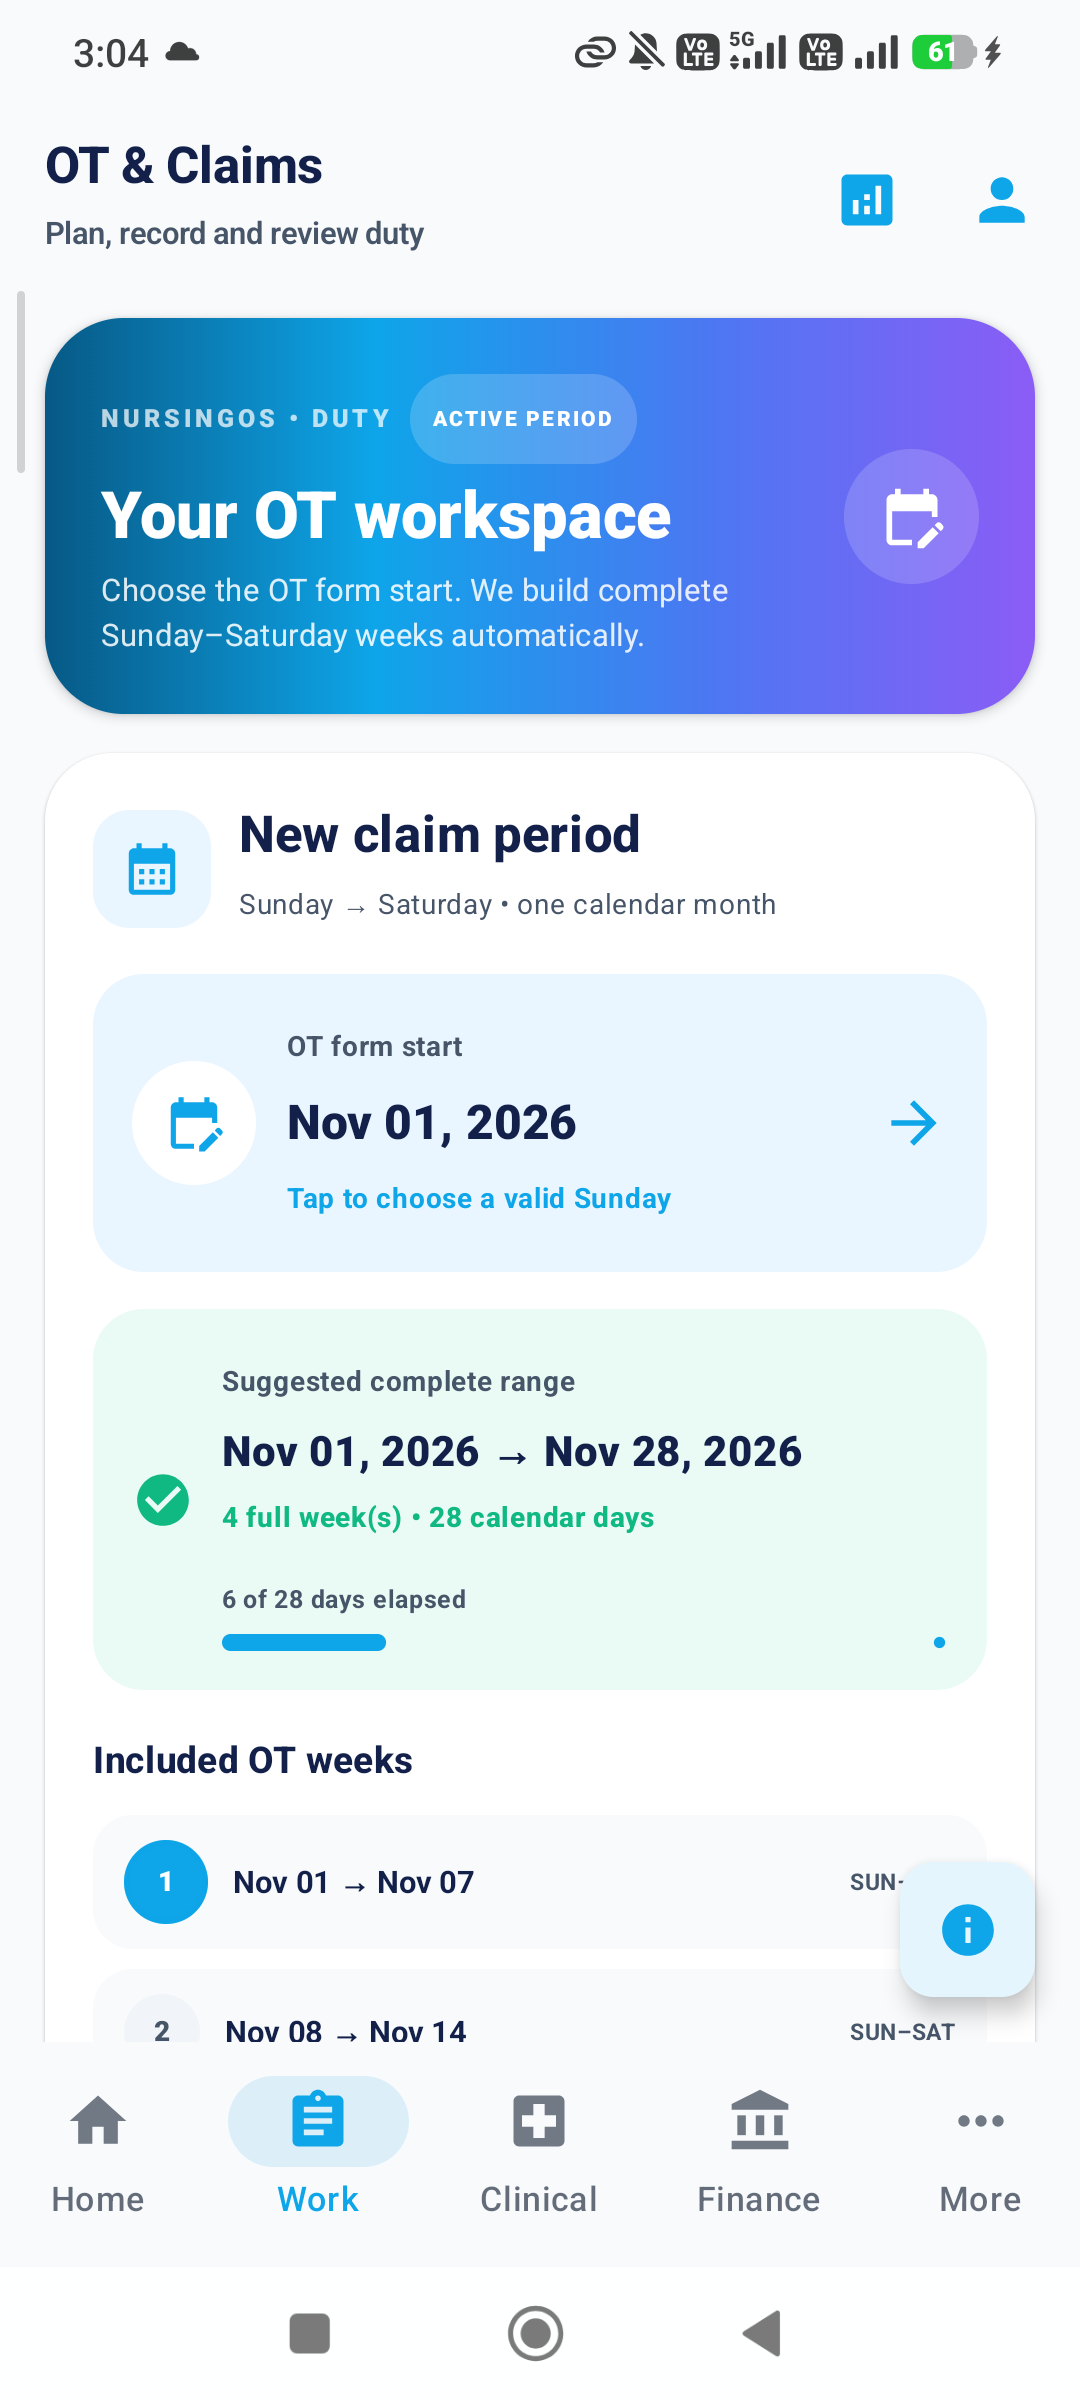 3:04
Vo LTE
5G
Vo LTE
61
OT & Claims
Plan, record and review duty
NURSINGOS • DUTY
ACTIVE PERIOD
Your OT workspace
Choose the OT form start. We build complete
Sunday–Saturday weeks automatically.
New claim period
Sunday → Saturday • one calendar month
OT form start
Nov 01, 2026
Tap to choose a valid Sunday
Suggested complete range
Nov 01, 2026 → Nov 28, 2026
4 full week(s) • 28 calendar days
6 of 28 days elapsed
Included OT weeks
1 Nov 01 → Nov 07 SUN-
2 Nov 08 → Nov 14 SUN–SAT
Home Work Clinical Finance More